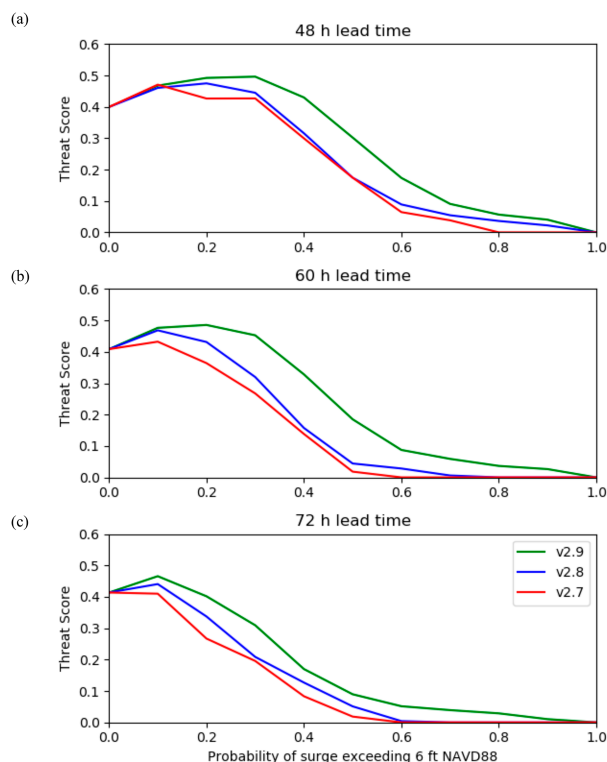 (a)
48 h lead time
Threat Score
0.6
0.5
0.4
0.3
0.2
0.1
0.0
0.0 0.2 0.4 0.6 0.8 1.0
(b)
60 h lead time
Threat Score
0.6
0.5
0.4
0.3
0.2
0.1
0.0
0.0 0.2 0.4 0.6 0.8 1.0
(c)
72 h lead time
Threat Score
0.6
0.5
0.4
0.3
0.2
0.1
0.0
v2.9
v2.8
v2.7
0.0 0.2 0.4 0.6 0.8 1.0
Probability of surge exceeding 6 ft NAVD88